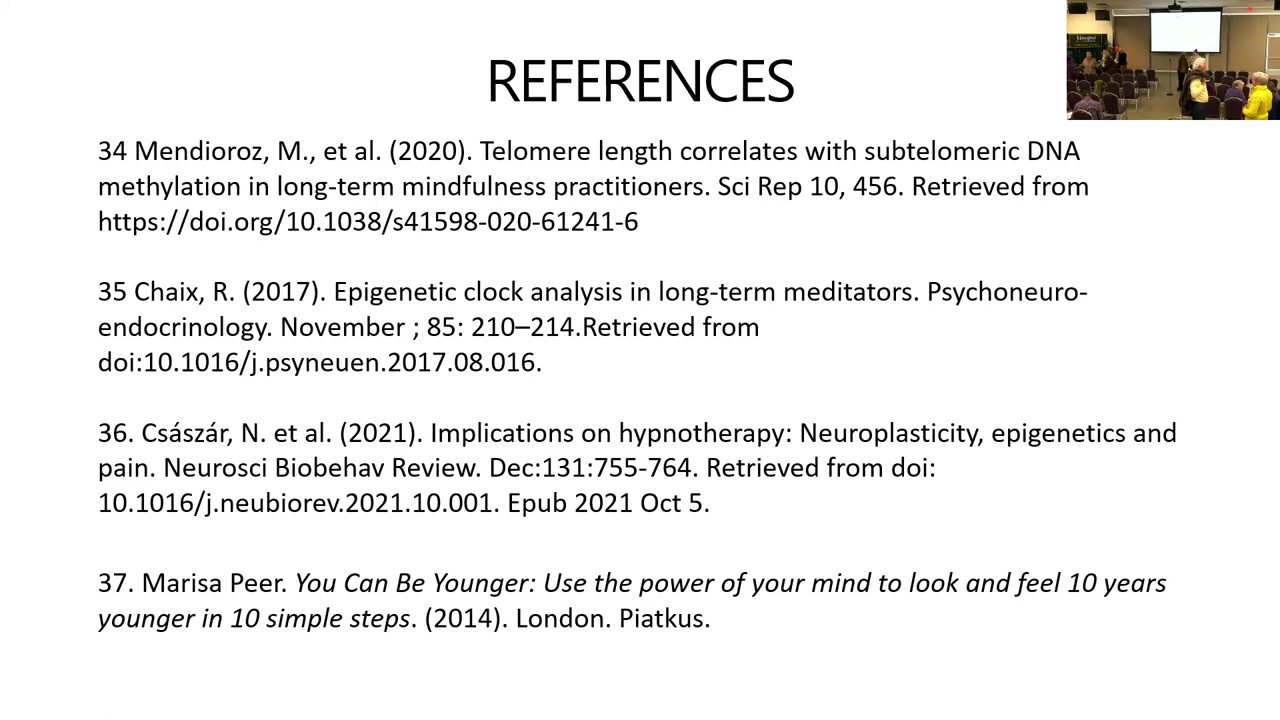 REFERENCES
34 Mendioroz, M., et al. (2020). Telomere length correlates with subtelomeric DNA
methylation in long-term mindfulness practitioners. Sci Rep 10, 456. Retrieved from
https://doi.org/10.1038/s41598-020-61241-6
35 Chaix, R. (2017). Epigenetic clock analysis in long-term meditators. Psychoneuro-
endocrinology. November ; 85: 210–214.Retrieved from
doi:10.1016/j.psyneuen.2017.08.016.
36. Császár, N. et al. (2021). Implications on hypnotherapy: Neuroplasticity, epigenetics and
pain. Neurosci Biobehav Review. Dec:131:755-764. Retrieved from doi:
10.1016/j.neubiorev.2021.10.001. Epub 2021 Oct 5.
37. Marisa Peer. You Can Be Younger: Use the power of your mind to look and feel 10 years
younger in 10 simple steps. (2014). London. Piatkus.